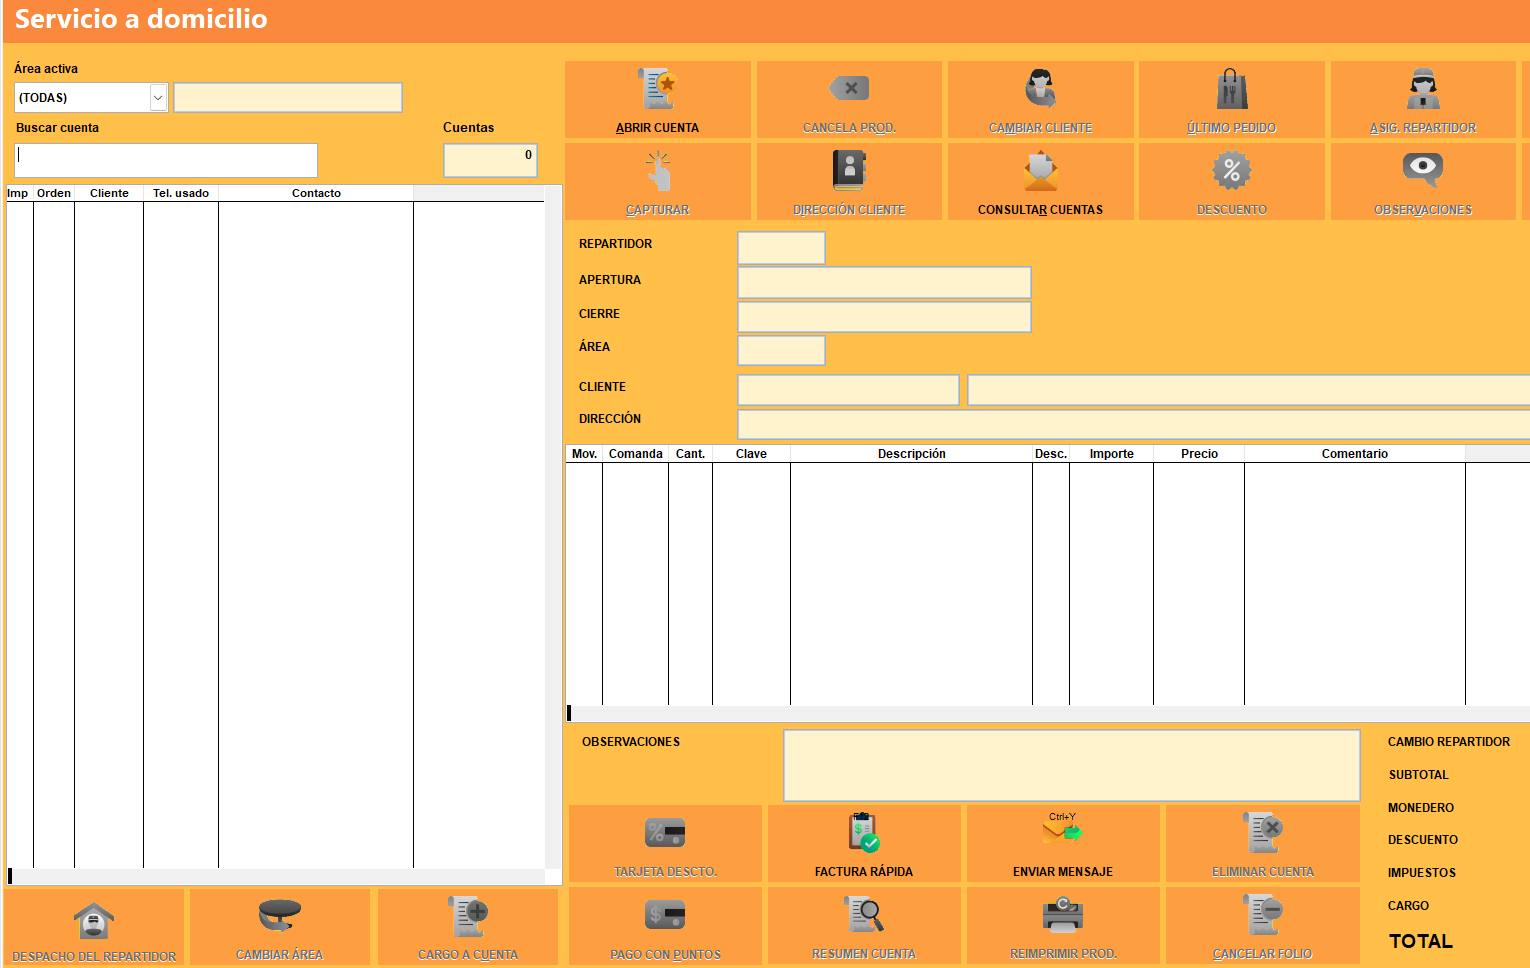 Servicio a domicilio
Área activa
(TODAS)
Buscar cuenta
Cuentas
0
Imp Orden Cliente Tel. usado Contacto
ABRIR CUENTA
CANCELA PROD.
CAMBIAR CLIENTE
ÚLTIMO PEDIDO
ASIG. REPARTIDOR
CAPTURAR
DIRECCIÓN CLIENTE
CONSULTAR CUENTAS
DESCUENTO
OBSERVACIONES
REPARTIDOR
APERTURA
CIERRE
ÁREA
CLIENTE
DIRECCIÓN
Mov. Comanda Cant. Clave Descripción Desc. Importe Precio Comentario
OBSERVACIONES
CAMBIO REPARTIDOR
SUBTOTAL
MONEDERO
DESCUENTO
IMPUESTOS
CARGO
TOTAL
TARJETA DESCTO.
FACTURA RÁPIDA
Ctrl+Y
ENVIAR MENSAJE
ELIMINAR CUENTA
DESPACHO DEL REPARTIDOR
CAMBIAR ÁREA
CARGO A CUENTA
PAGO CON PUNTOS
RESUMEN CUENTA
REIMPRIMIR PROD.
CANCELAR FOLIO